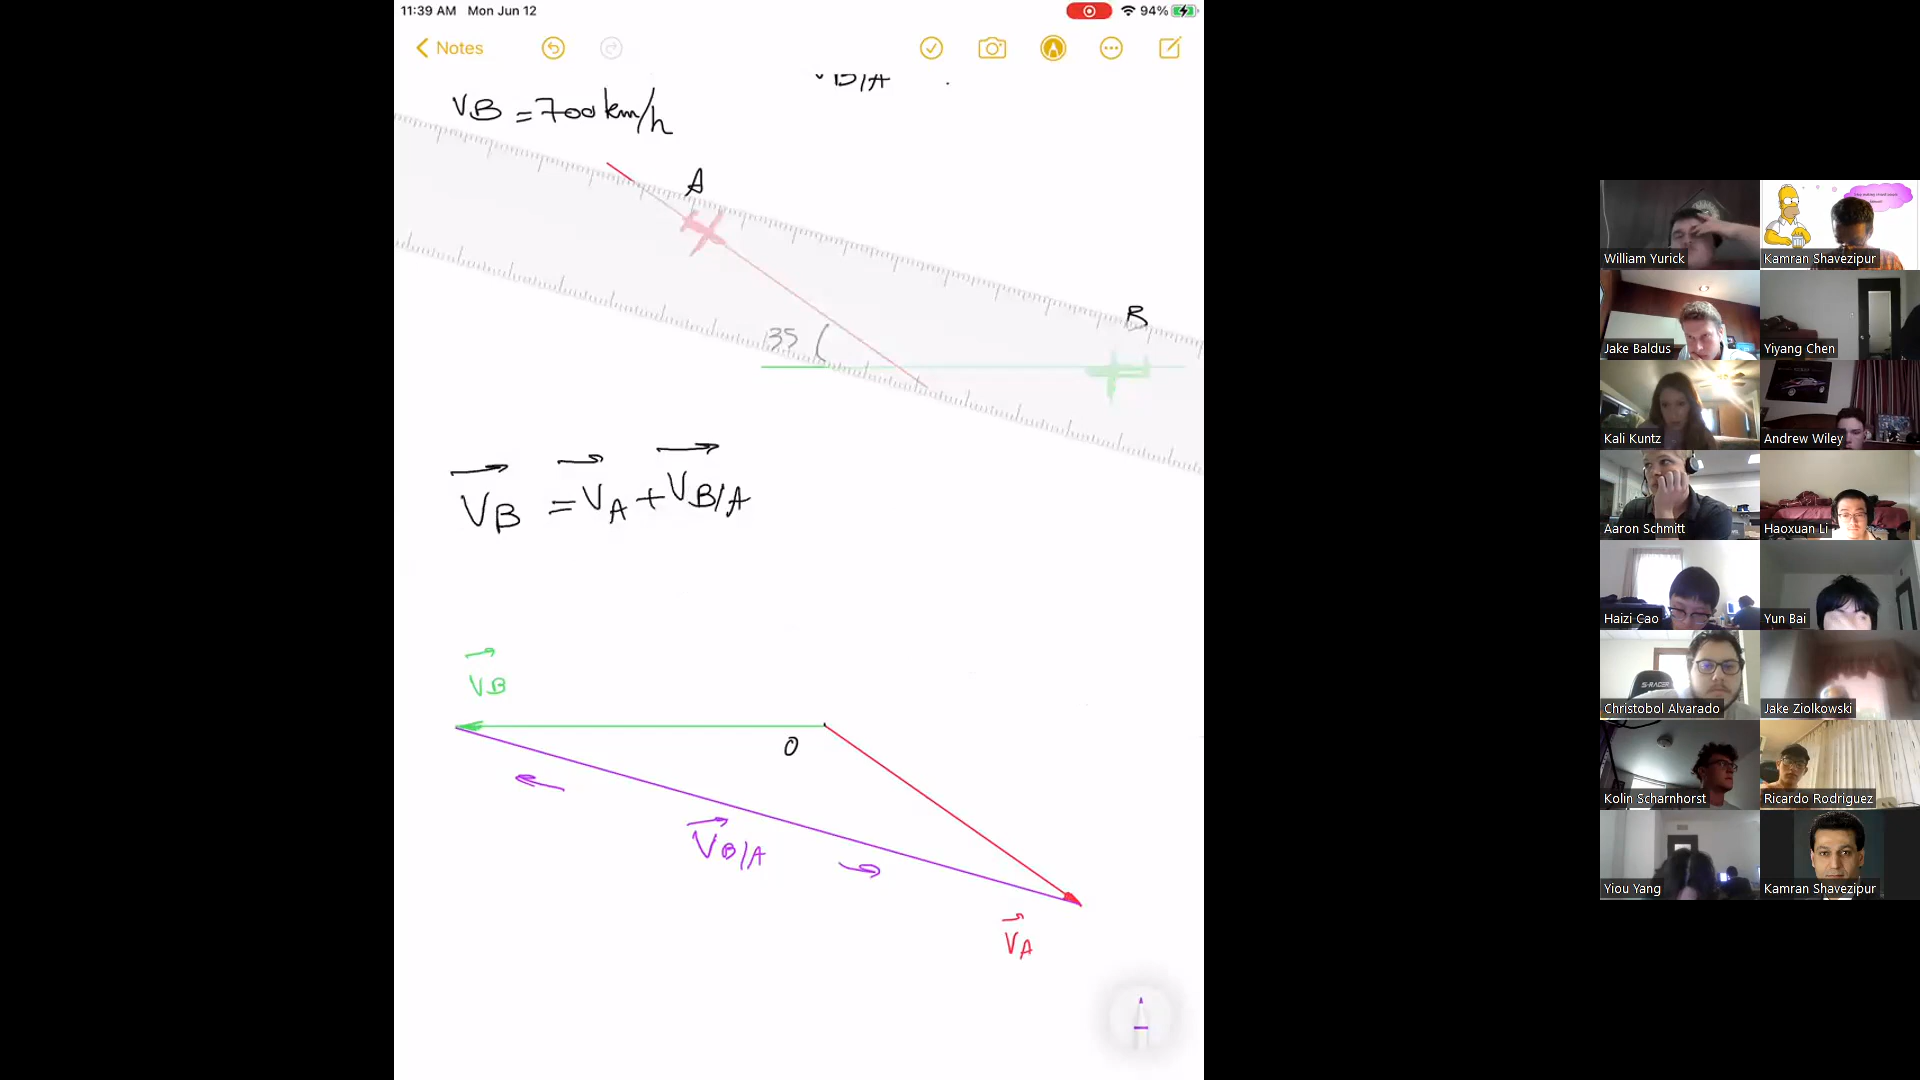 11:39 AM Mon Jun 12
94%
Notes
VB/A
VB = 700 km/h
A
B
35
VB = VA + VB/A
VB
O
VB/A
VA
William Yurick
Kamran Shavezipur
Jake Baldus
Yiyang Chen
Kali Kuntz
Andrew Wiley
Aaron Schmitt
Haoxuan Li
Haizi Cao
Yun Bai
S-RACER
Christobol Alvarado
Jake Ziolkowski
Kolin Scharnhorst
Ricardo Rodriguez
Yiou Yang
Kamran Shavezipur